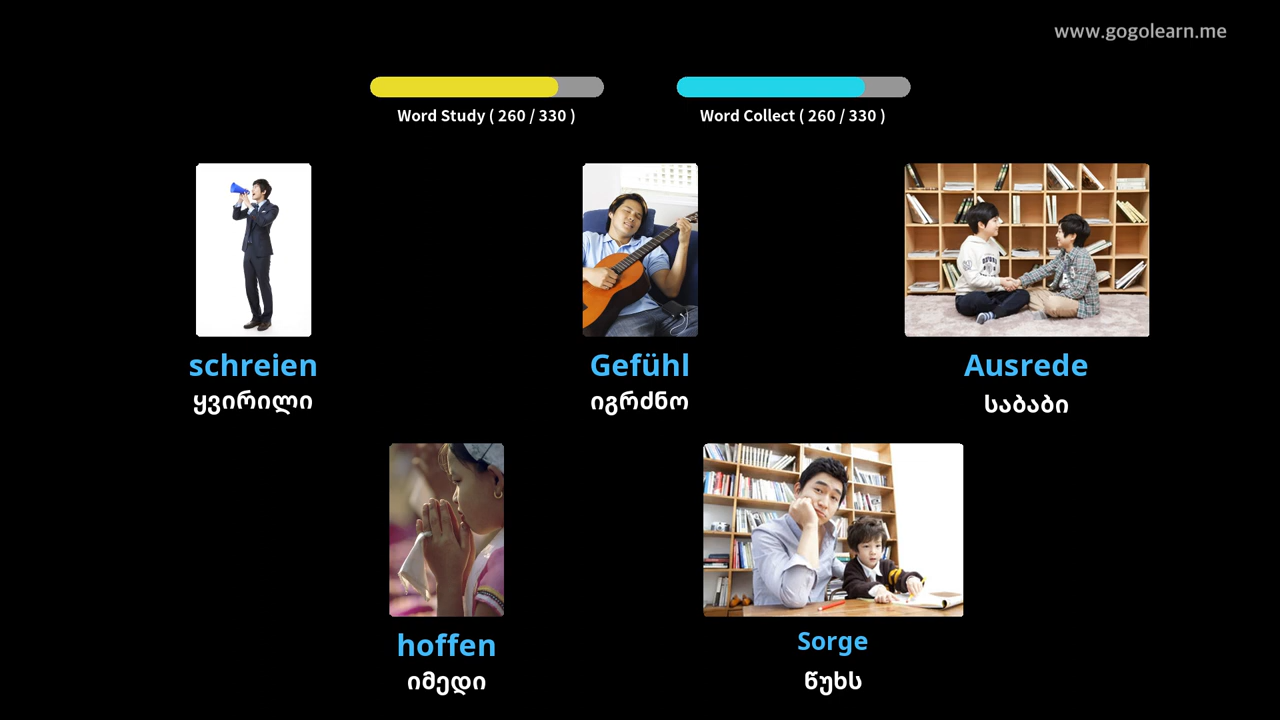 www.gogolearn.me
Word Study ( 260 / 330 )
Word Collect ( 260 / 330 )
schreien
ყვირილი
Gefühl
იგრძნო
Ausrede
საბაბი
hoffen
იმედი
Sorge
წუხს